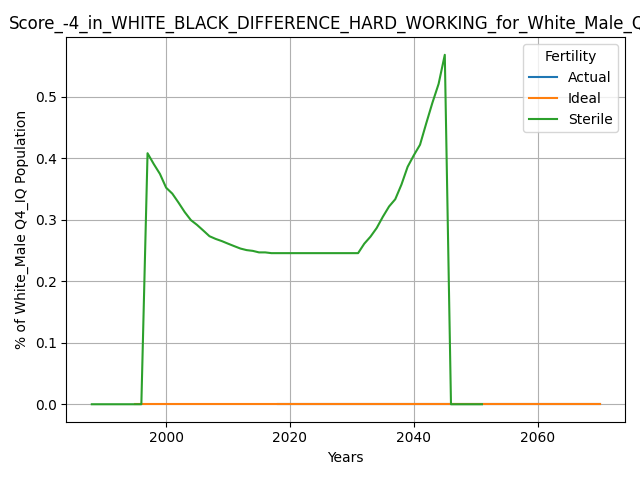 Score_-4_in_WHITE_BLACK_DIFFERENCE_HARD_WORKING_for_White_Male_Q
Fertility
Actual
Ideal
Sterile
% of White_Male Q4_IQ Population
0.5
0.4
0.3
0.2
0.1
0.0
2000
2020
2040
2060
Years